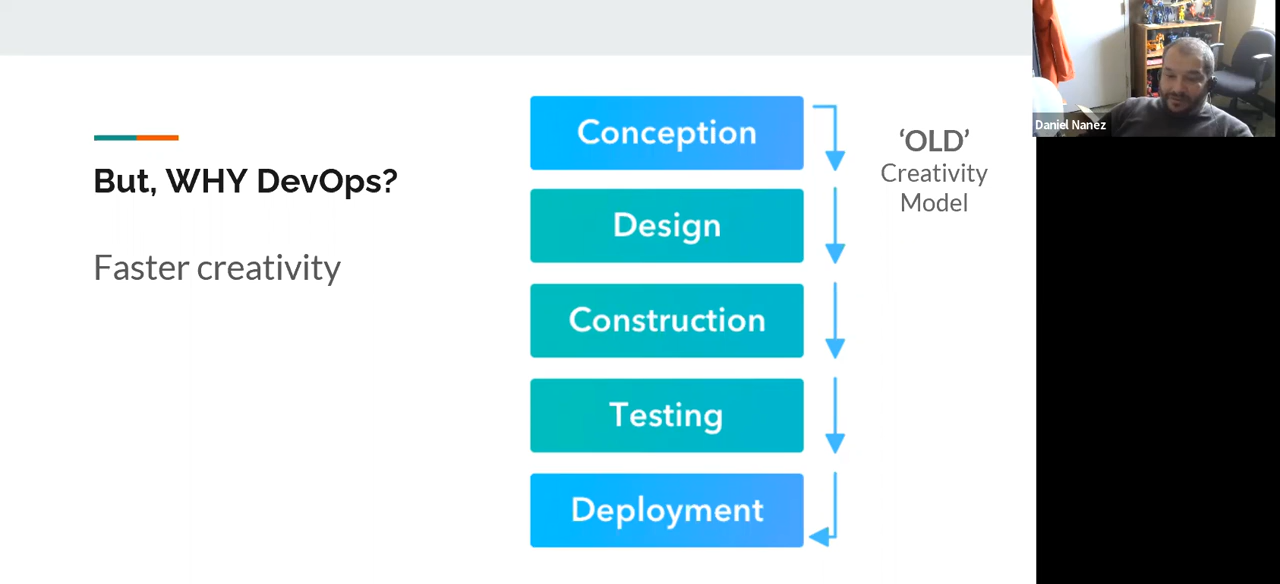 But, WHY DevOps?
Faster creativity
Conception
Design
Construction
Testing
Deployment
‘OLD’
Creativity
Model
Daniel Nanez